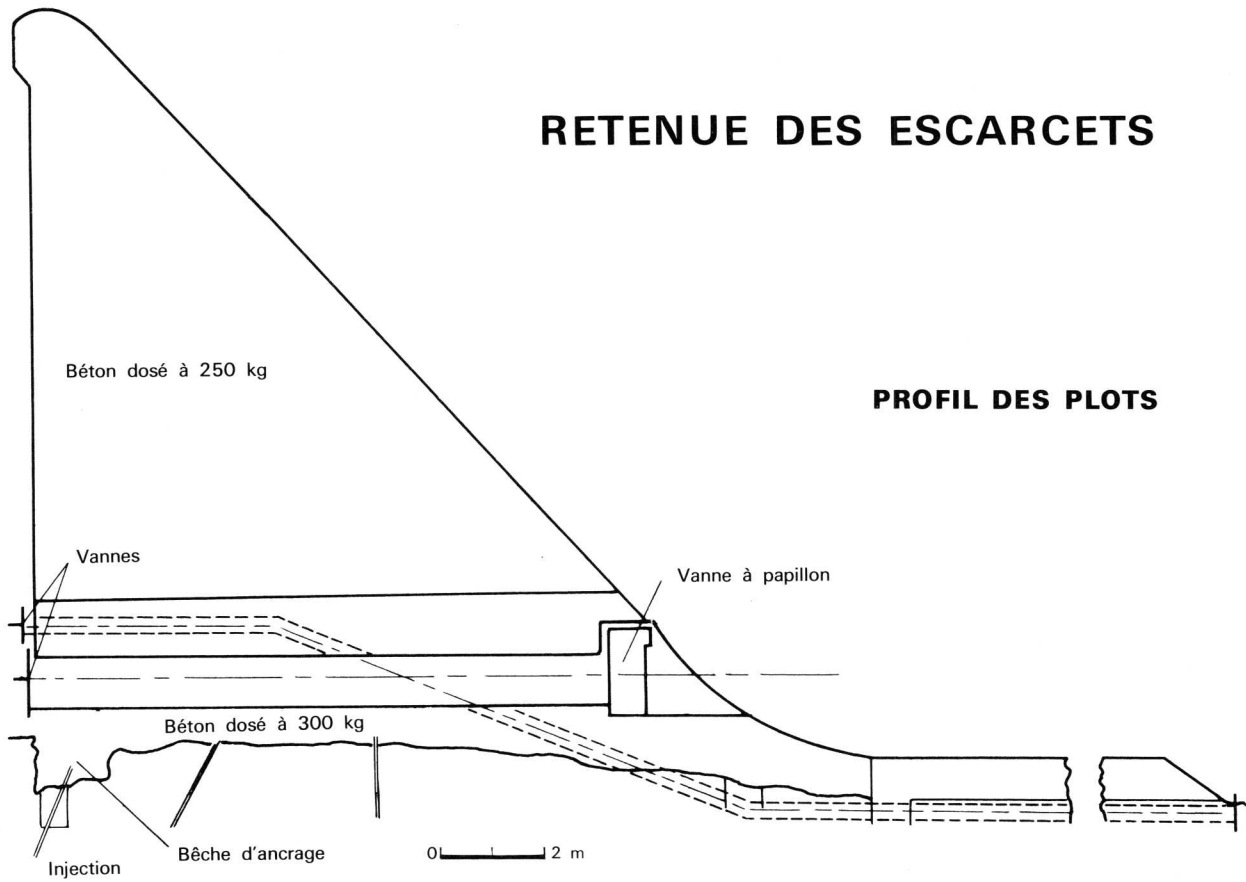 RETENUE DES ESCARCETS
Béton dosé à 250 kg
PROFIL DES PLOTS
Vannes
Vanne à papillon
Béton dosé à 300 kg
Bêche d'ancrage
Injection
0 2 m